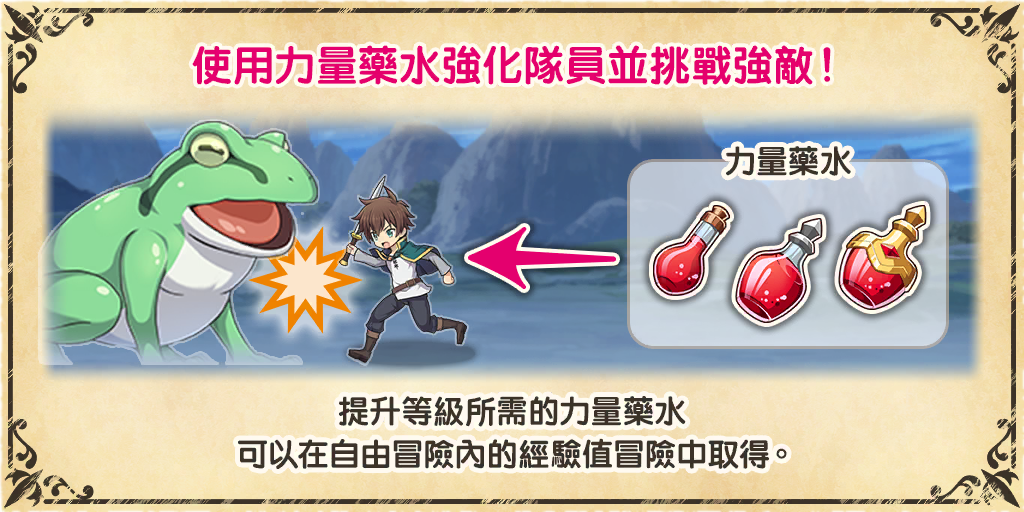 使用力量藥水強化隊員並挑戰強敵！
力量藥水
提升等級所需的力量藥水
可以在自由冒險內的經驗值冒險中取得。